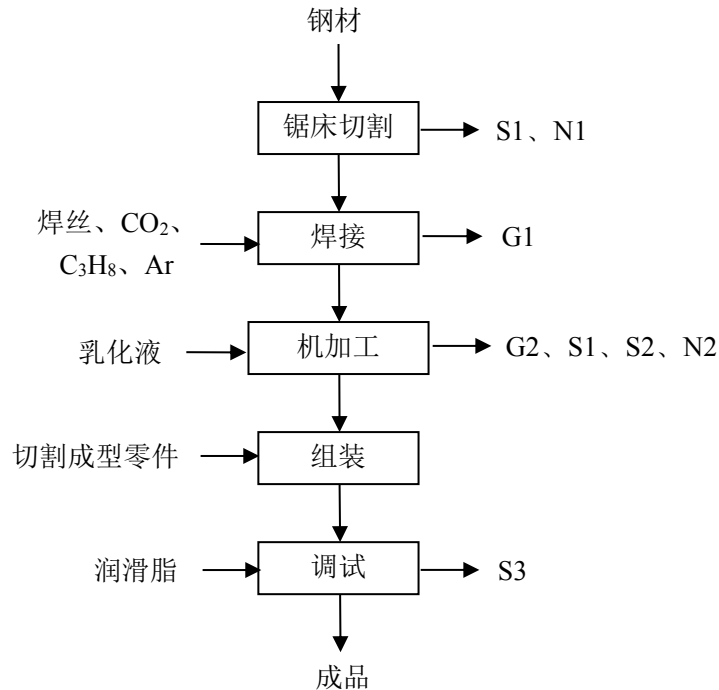 钢材
锯床切割
S1、N1
焊丝、CO₂、
C₃H₈、Ar
焊接
G1
乳化液
机加工
G2、S1、S2、N2
切割成型零件
组装
润滑脂
调试
S3
成品